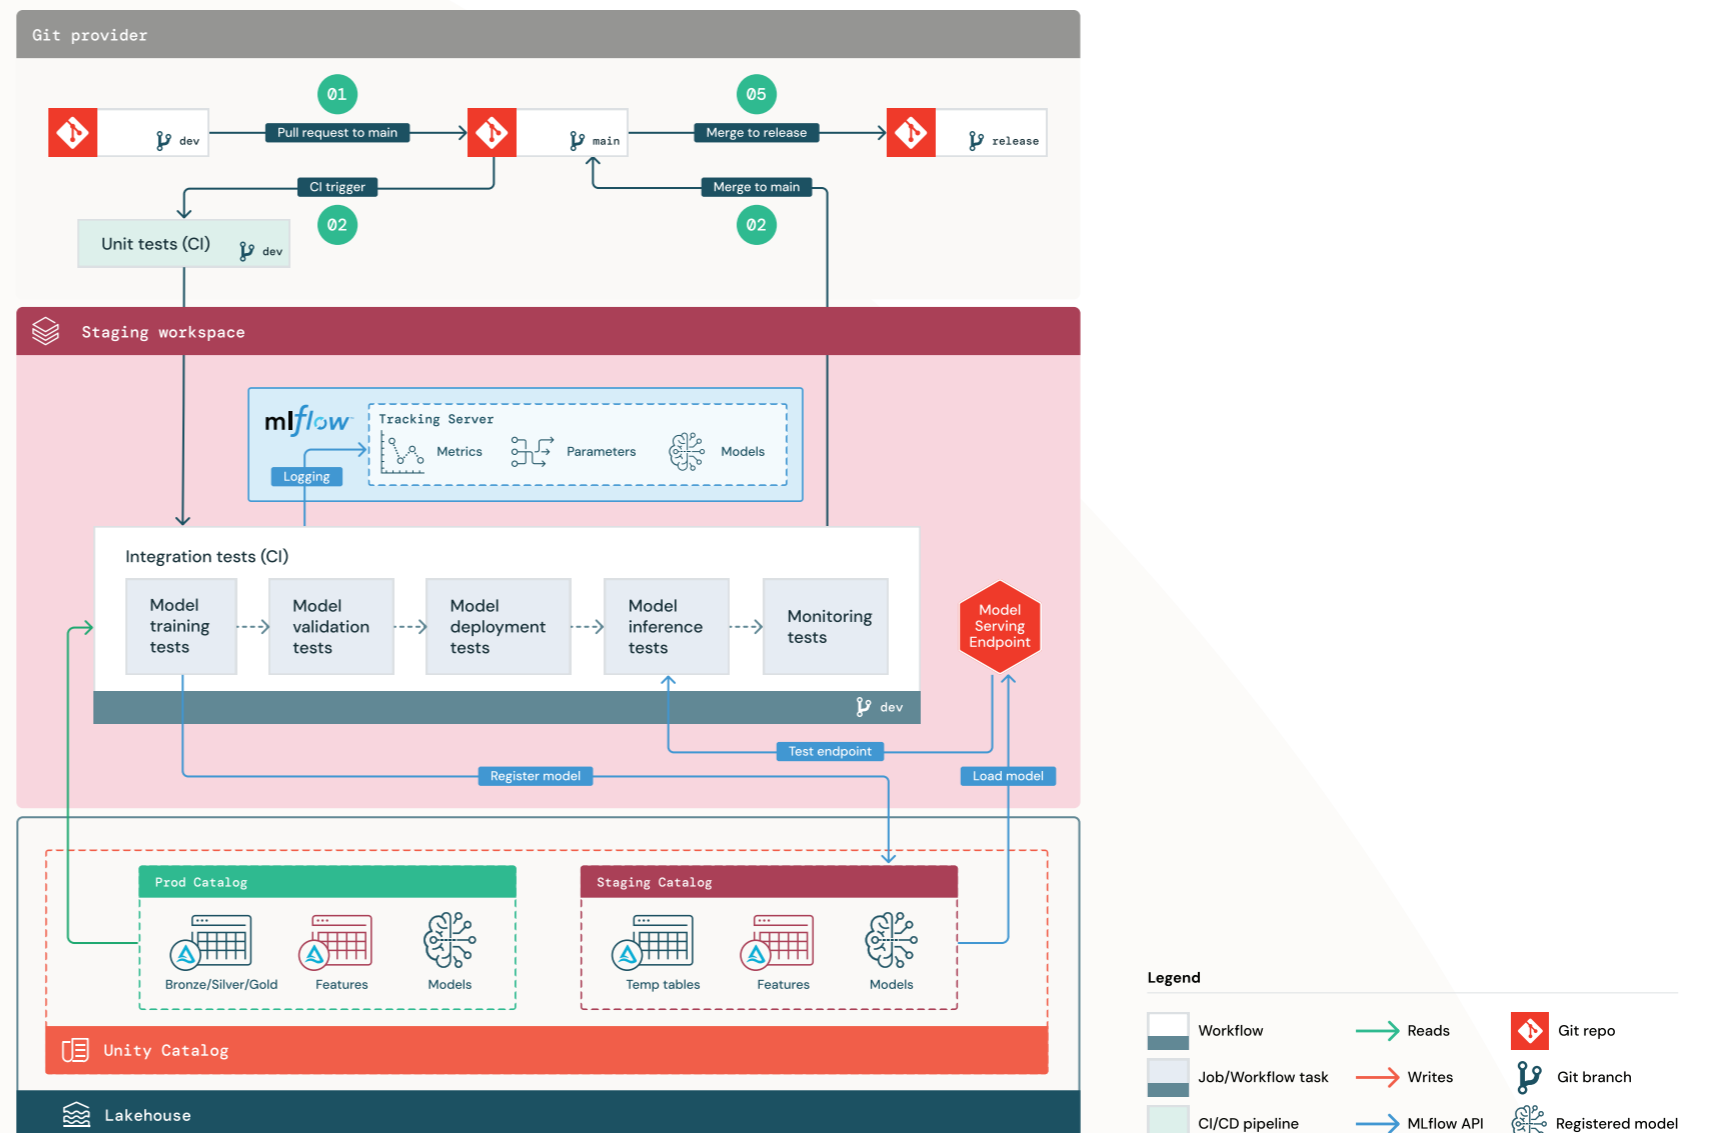 Git provider
01
05
dev
Pull request to main
main
Merge to release
release
CI trigger
Merge to main
02
02
Unit tests (CI)
dev
Staging workspace
mlflow
Tracking Server
Metrics
Parameters
Models
Logging
Integration tests (CI)
Model
training
tests
Model
validation
tests
Model
deployment
tests
Model
inference
tests
Monitoring
tests
Model
Serving
Endpoint
dev
Test endpoint
Register model
Load model
Prod Catalog
Bronze/Silver/Gold
Features
Models
Staging Catalog
Temp tables
Features
Models
Unity Catalog
Lakehouse
Legend
Workflow
Reads
Git repo
Job/Workflow task
Writes
Git branch
CI/CD pipeline
MLflow API
Registered model